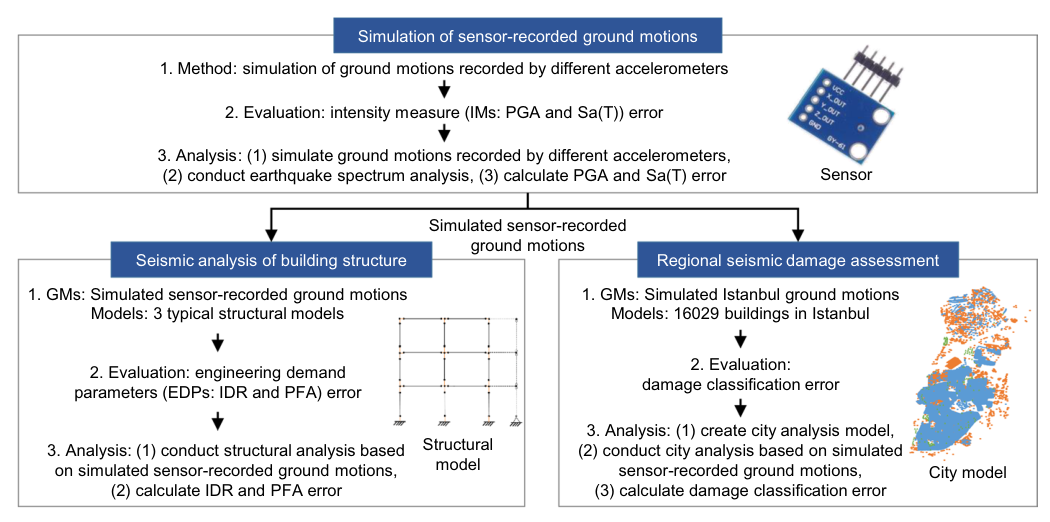 Simulation of sensor-recorded ground motions
1. Method: simulation of ground motions recorded by different accelerometers
2. Evaluation: intensity measure (IMs: PGA and Sa(T)) error
3. Analysis: (1) simulate ground motions recorded by different accelerometers,
(2) conduct earthquake spectrum analysis, (3) calculate PGA and Sa(T) error
VCC
X_OUT
Y_OUT
Z_OUT
GND
GY-61
Sensor
Simulated sensor-recorded
ground motions
Seismic analysis of building structure
1. GMs: Simulated sensor-recorded ground motions
Models: 3 typical structural models
2. Evaluation: engineering demand
parameters (EDPs: IDR and PFA) error
3. Analysis: (1) conduct structural analysis based
on simulated sensor-recorded ground motions,
(2) calculate IDR and PFA error
Structural
model
Regional seismic damage assessment
1. GMs: Simulated Istanbul ground motions
Models: 16029 buildings in Istanbul
2. Evaluation:
damage classification error
3. Analysis: (1) create city analysis model,
(2) conduct city analysis based on simulated
sensor-recorded ground motions,
(3) calculate damage classification error
City model